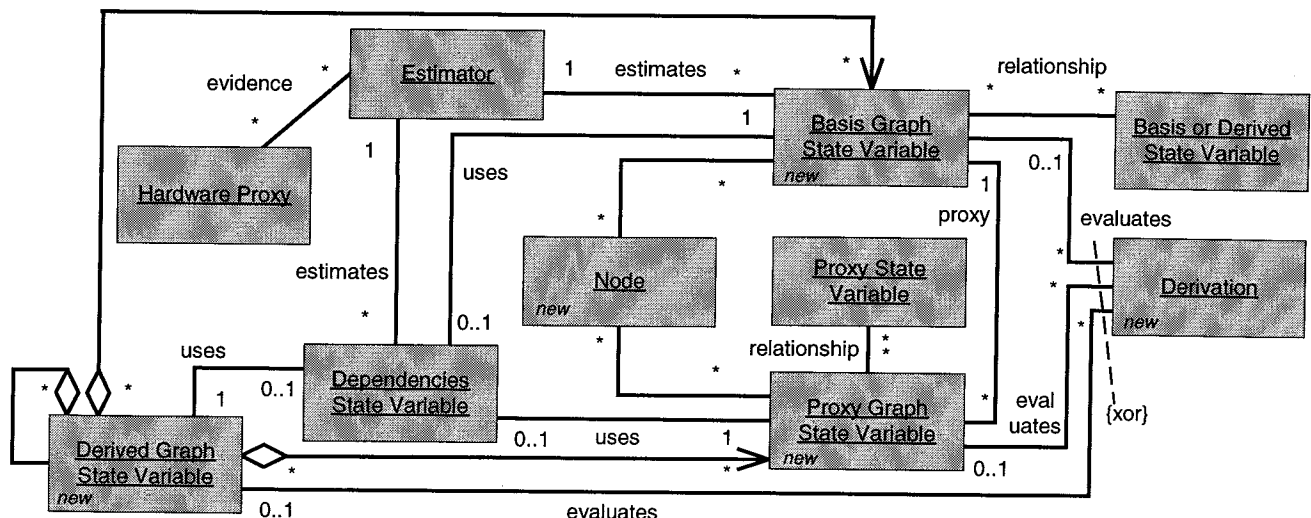 Estimator
1
estimates
*
*
relationship
*
*
evidence
*
*
1
1
Basis Graph
State Variable
new
Basis or Derived
State Variable
Hardware Proxy
uses
*
0..1
1
proxy
evaluates
*
Node
new
Proxy State
Variable
*
*
Derivation
new
*
estimates
*
0..1
*
relationship
*
*
*
uses
0..1
1
*
*
Dependencies
State Variable
Proxy Graph
State Variable
new
*
eval
uates
{xor}
Derived Graph
State Variable
new
0..1
uses
1
*
*
0..1
0..1
evaluates